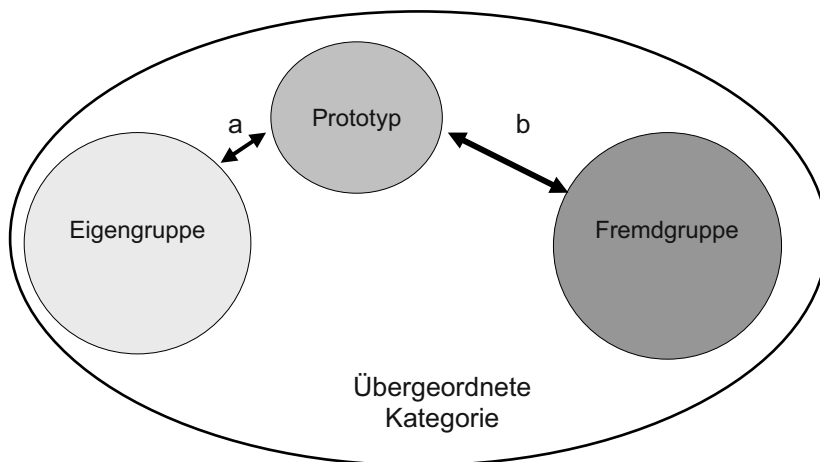 Prototyp
a
b
Eigengruppe
Fremdgruppe
Übergeordnete
Kategorie